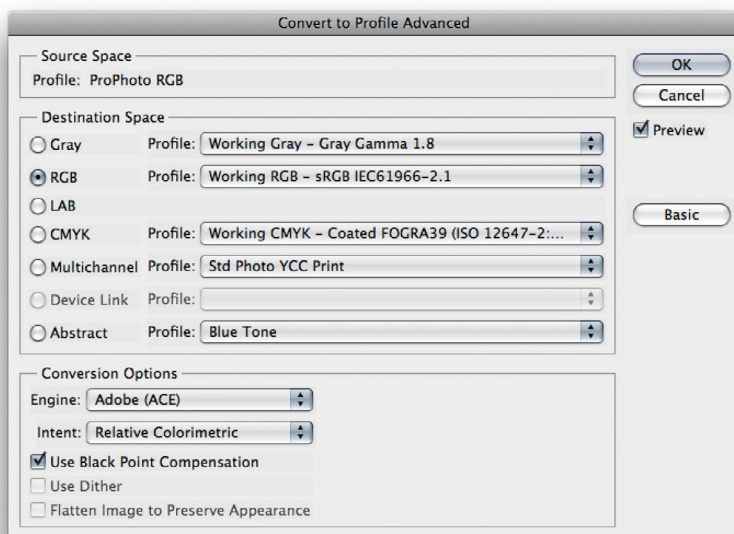 Convert to Profile Advanced
Source Space
Profile: ProPhoto RGB
OK
Cancel
Preview
Basic
Destination Space
Gray Profile: Working Gray – Gray Gamma 1.8
RGB Profile: Working RGB – sRGB IEC61966-2.1
LAB
CMYK Profile: Working CMYK – Coated FOGRA39 (ISO 12647-2:...
Multichannel Profile: Std Photo YCC Print
Device Link Profile:
Abstract Profile: Blue Tone
Conversion Options
Engine: Adobe (ACE)
Intent: Relative Colorimetric
Use Black Point Compensation
Use Dither
Flatten Image to Preserve Appearance